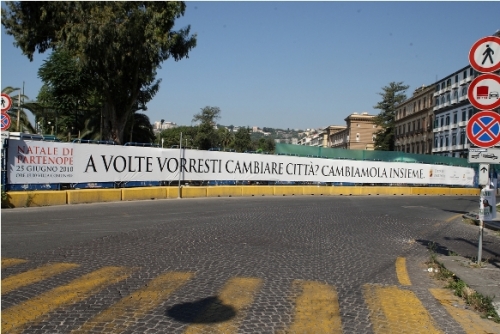 NATALE DI
PARTENOPE
25 GIUGNO 2010
A VOLTE VORRESTI CAMBIARE CITTÀ? CAMBIAMOLA INSIEME.